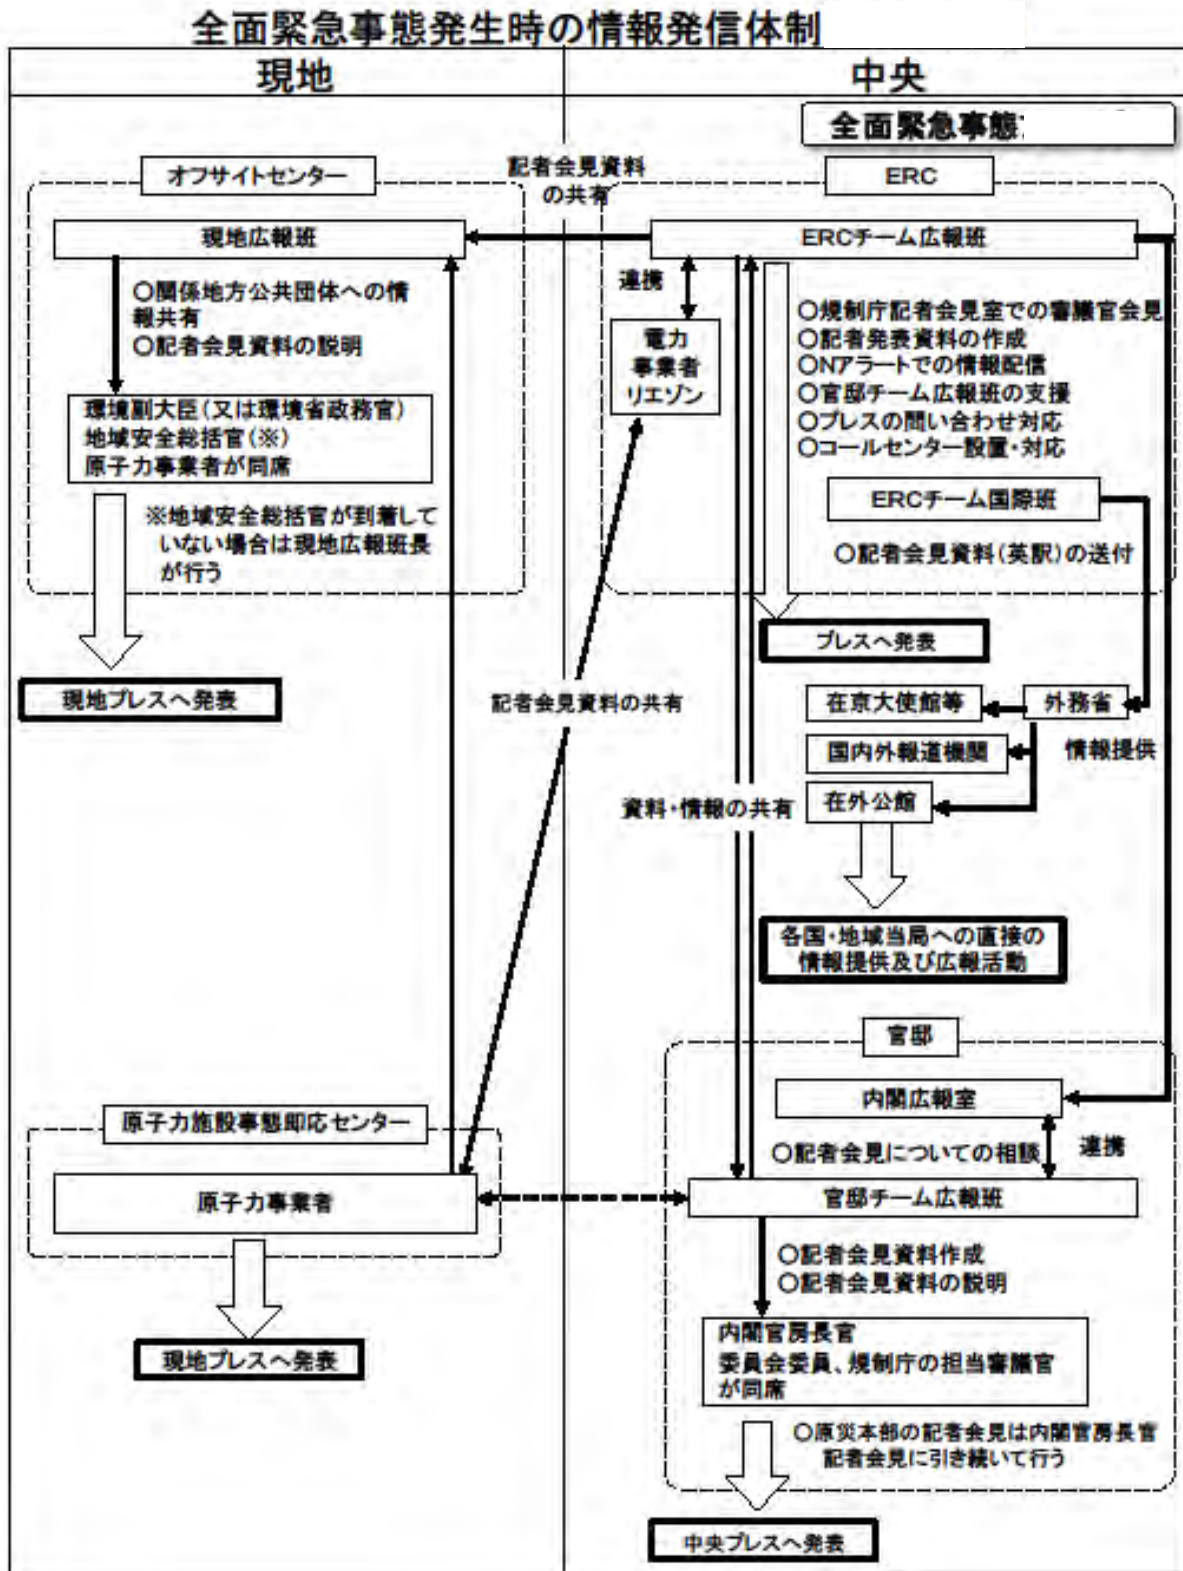 全面緊急事態発生時の情報発信体制
現地
中央
全面緊急事態
オフサイトセンター
記者会見資料
の共有
ERC
現地広報班
ERCチーム広報班
連携
○関係地方公共団体への情
報共有
○記者会見資料の説明
電力
事業者
リエゾン
○規制庁記者会見室での審議官会見
○記者発表資料の作成
○Nアラートでの情報配信
○官邸チーム広報班の支援
○プレスの問い合わせ対応
○コールセンター設置・対応
環境副大臣(又は環境省政務官)
地域安全総括官(※)
原子力事業者が同席
※地域安全総括官が到着して
いない場合は現地広報班長
が行う
ERCチーム国際班
○記者会見資料(英訳)の送付
プレスへ発表
現地プレスへ発表
記者会見資料の共有
在京大使館等
外務省
国内外報道機関
情報提供
在外公館
資料・情報の共有
各国・地域当局への直接の
情報提供及び広報活動
官邸
内閣広報室
原子力施設事態即応センター
○記者会見についての相談
連携
原子力事業者
官邸チーム広報班
○記者会見資料作成
○記者会見資料の説明
現地プレスへ発表
内閣官房長官
委員会委員、規制庁の担当審議官
が同席
○原災本部の記者会見は内閣官房長官
記者会見に引き続いて行う
中央プレスへ発表